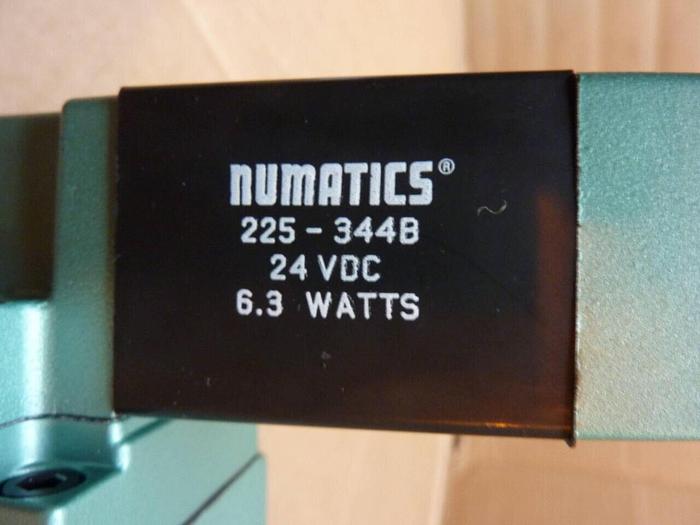 NUMATICS®
225-344B
24 VDC
6.3 WATTS